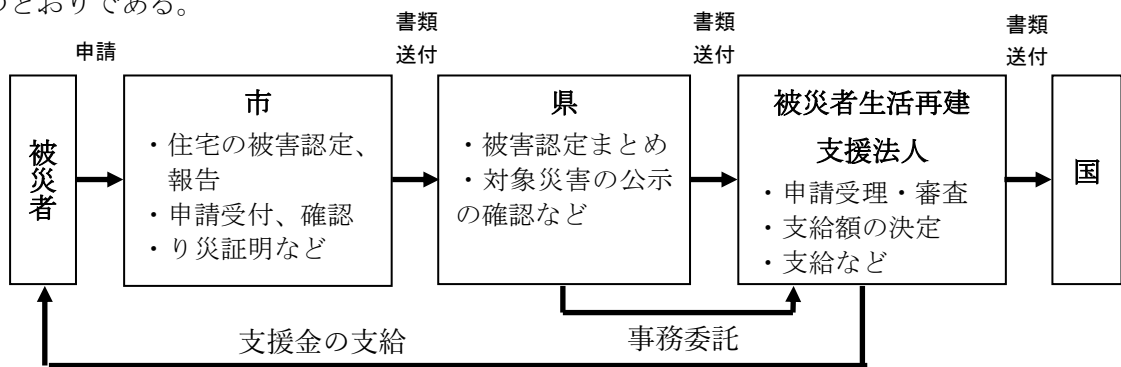 のとおりである。
申請
書類
送付
書類
送付
書類
送付
被災者
市
・住宅の被害認定、
報告
・申請受付、確認
・り災証明など
県
・被害認定まとめ
・対象災害の公示
の確認など
被災者生活再建
支援法人
・申請受理・審査
・支給額の決定
・支給など
国
支援金の支給
事務委託